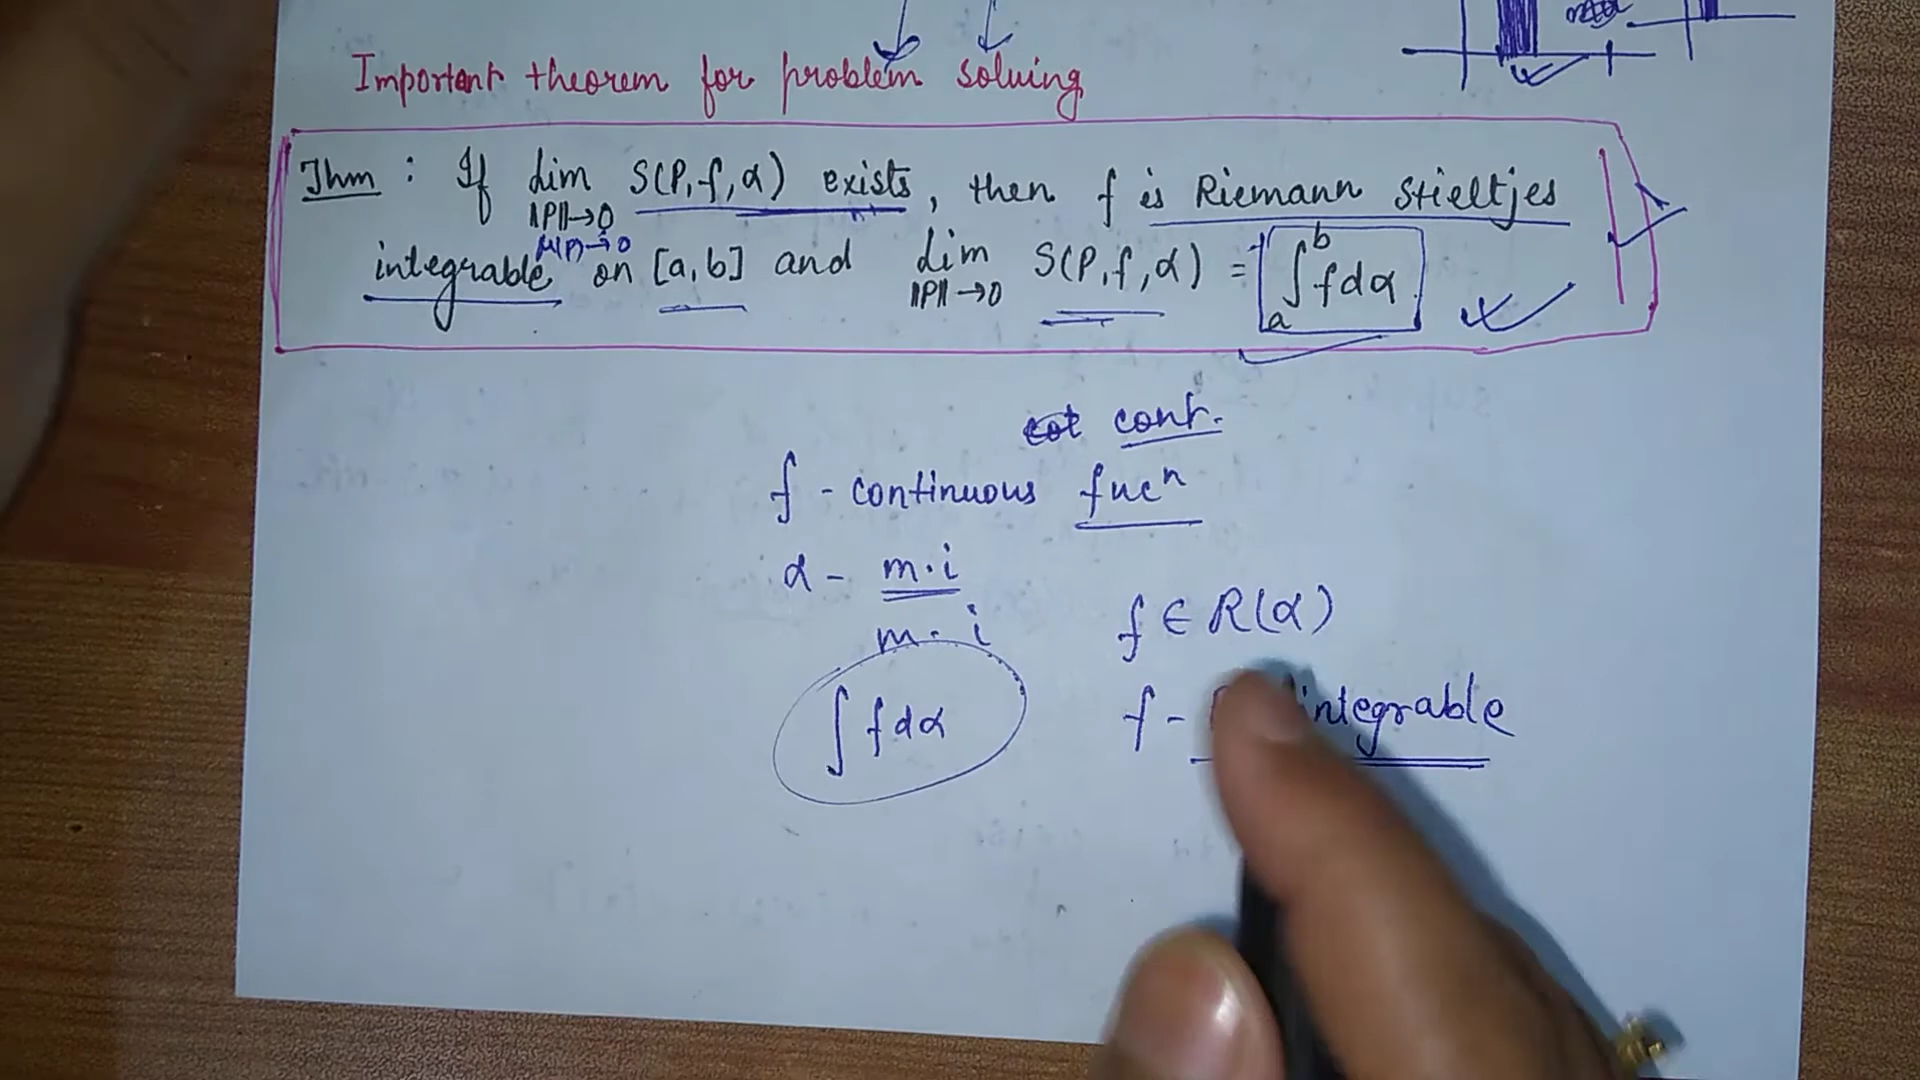 Important theorem for problem solving
Thm : If lim S(P, f, α) exists, then f is Riemann Stieltjes
||P||→0
μ(P)→0
integrable on [a, b] and lim S(P, f, α) = ∫ f dα
||P||→0
b
a
cont.
f - continuous fucⁿ
α - m.i
m. i
f ∈ R(α)
∫ f dα
f - integrable